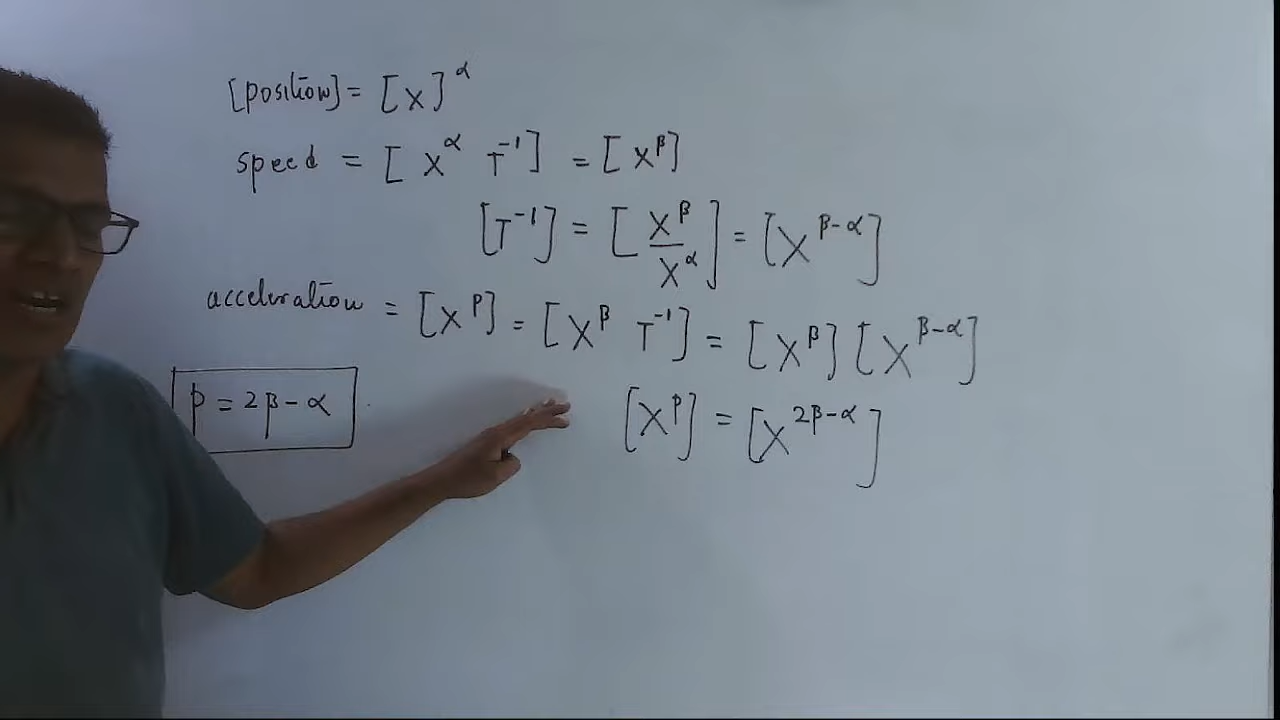 [position] = [X]^α
speed = [X^α T^-1] = [X^β]
[T^-1] = [X^β / X^α] = [X^β-α]
acceleration = [X^p] = [X^β T^-1] = [X^β] [X^β-α]
p = 2β-α
[X^p] = [X^2β-α]